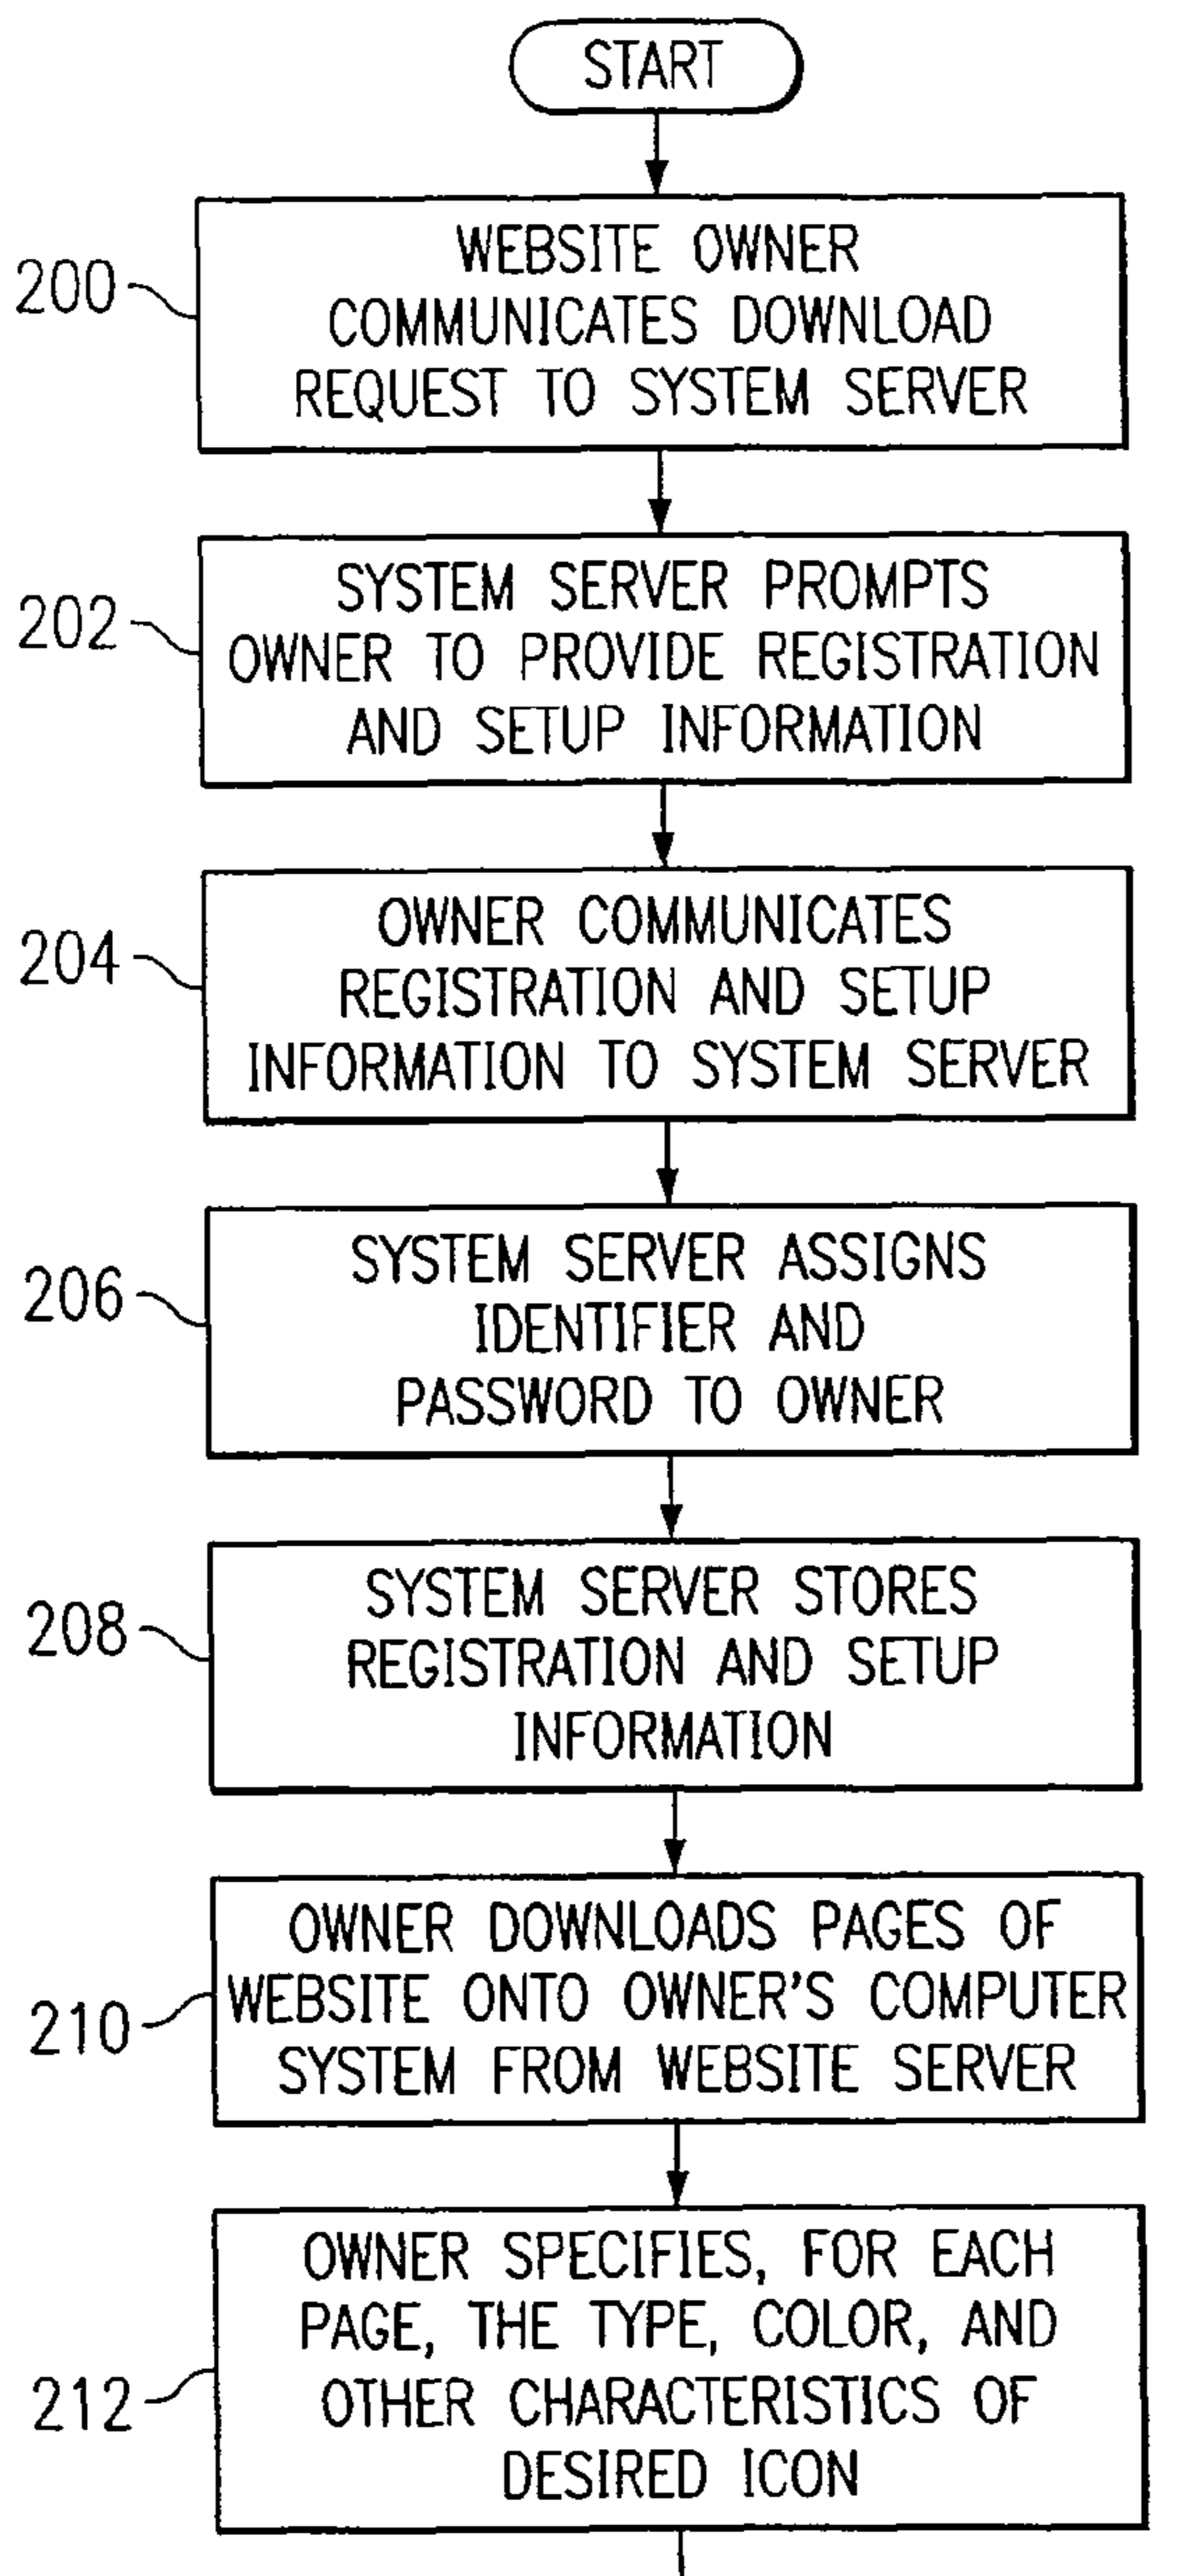 START
200
WEBSITE OWNER
COMMUNICATES DOWNLOAD
REQUEST TO SYSTEM SERVER
202
SYSTEM SERVER PROMPTS
OWNER TO PROVIDE REGISTRATION
AND SETUP INFORMATION
204
OWNER COMMUNICATES
REGISTRATION AND SETUP
INFORMATION TO SYSTEM SERVER
206
SYSTEM SERVER ASSIGNS
IDENTIFIER AND
PASSWORD TO OWNER
208
SYSTEM SERVER STORES
REGISTRATION AND SETUP
INFORMATION
210
OWNER DOWNLOADS PAGES OF
WEBSITE ONTO OWNER'S COMPUTER
SYSTEM FROM WEBSITE SERVER
212
OWNER SPECIFIES, FOR EACH
PAGE, THE TYPE, COLOR, AND
OTHER CHARACTERISTICS OF
DESIRED ICON